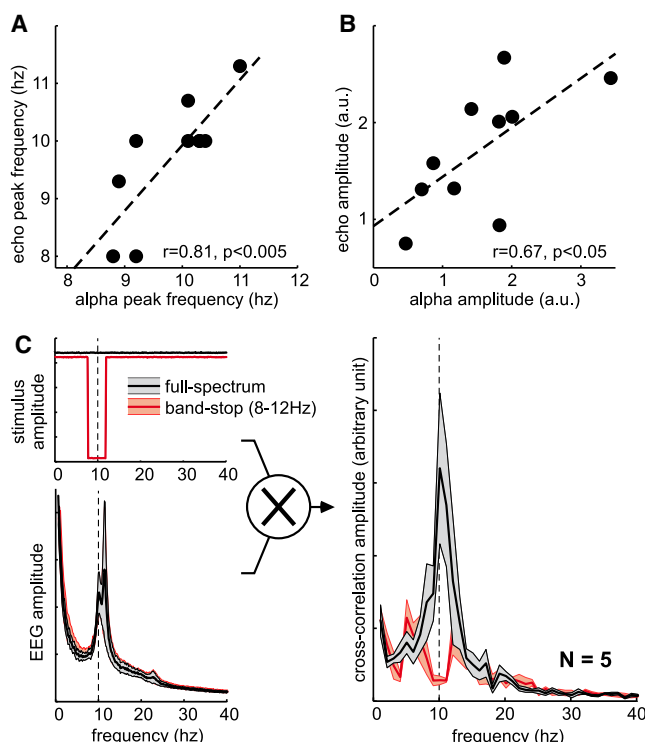 A
echo peak frequency (hz)
11
10
9
8
8 9 10 11 12
alpha peak frequency (hz)
r=0.81, p<0.005
B
echo amplitude (a.u.)
2
1
0 1 2 3
alpha amplitude (a.u.)
r=0.67, p<0.05
C
stimulus
amplitude
full-spectrum
band-stop (8-12Hz)
0 10 20 30 40
EEG amplitude
0 10 20 30 40
frequency (hz)
cross-correlation amplitude (arbitrary unit)
N = 5
0 10 20 30 40
frequency (hz)